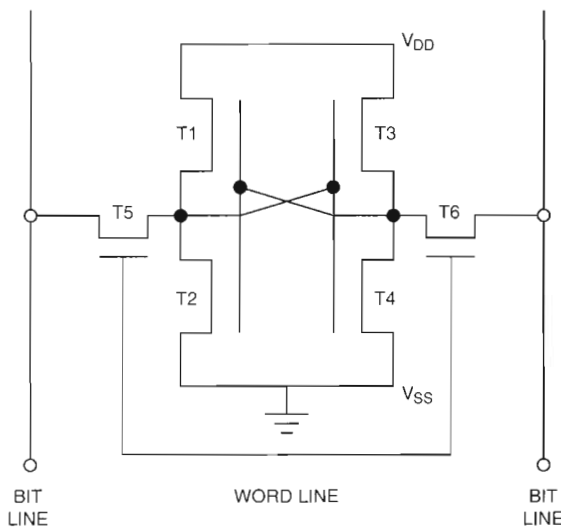 VDD
T1
T3
T5
T6
T2
T4
VSS
BIT
LINE
WORD LINE
BIT
LINE